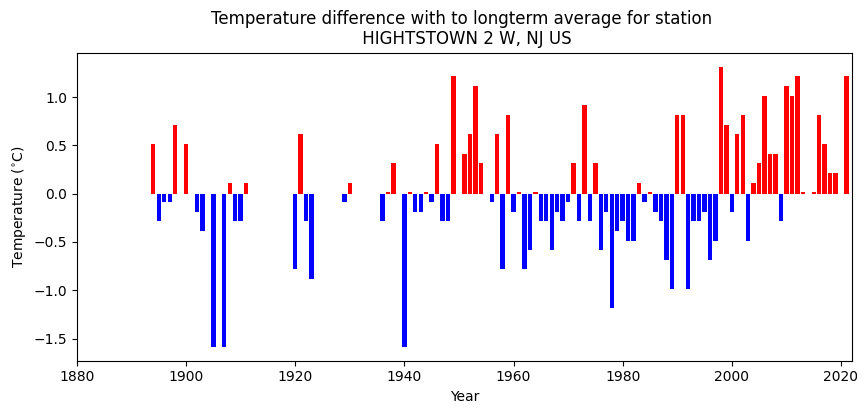 Temperature difference with to longterm average for station
HIGHTSTOWN 2 W, NJ US
Temperature (°C)
1.0
0.5
0.0
−0.5
−1.0
−1.5
1880 1900 1920 1940 1960 1980 2000 2020
Year